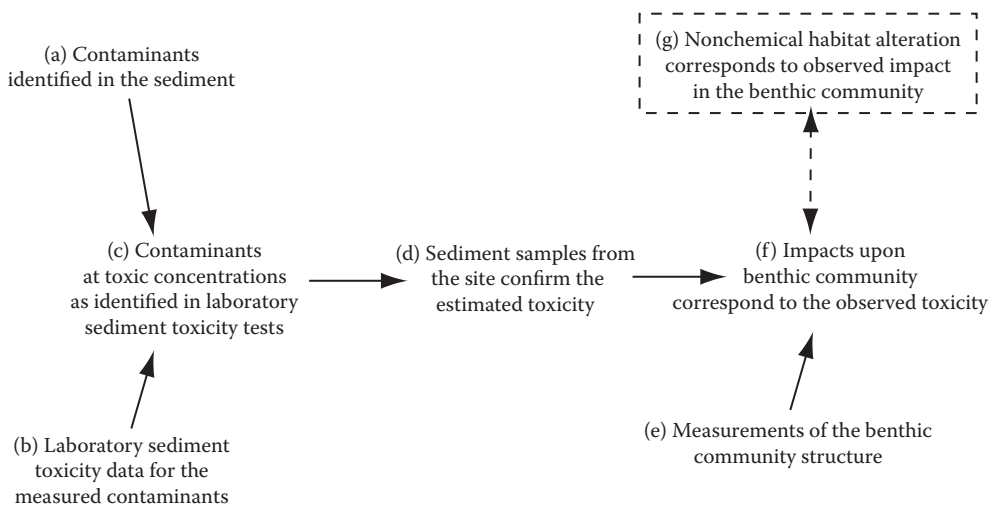 (a) Contaminants
identified in the sediment
(g) Nonchemical habitat alteration
corresponds to observed impact
in the benthic community
(c) Contaminants
at toxic concentrations
as identified in laboratory
sediment toxicity tests
(d) Sediment samples from
the site confirm the
estimated toxicity
(f) Impacts upon
benthic community
correspond to the observed toxicity
(b) Laboratory sediment
toxicity data for the
measured contaminants
(e) Measurements of the benthic
community structure